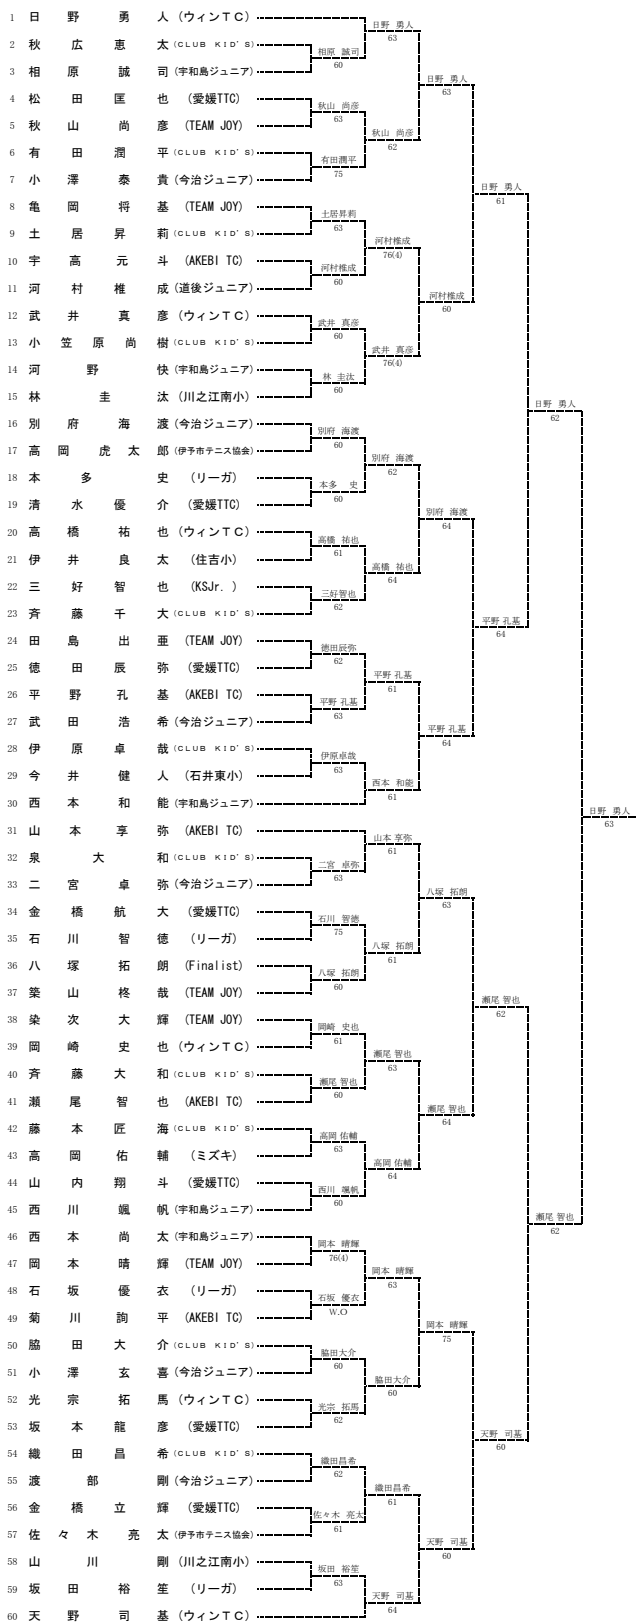 1 日野勇人 (ウィンTC)
2 秋広恵太 (CLUB KID'S)
3 相原誠司 (宇和島ジュニア)
4 松田匡也 (愛媛TTC)
5 秋山尚彦 (TEAM JOY)
6 有田潤平 (CLUB KID'S)
7 小澤泰貴 (今治ジュニア)
8 亀岡将基 (TEAM JOY)
9 土居昇莉 (CLUB KID'S)
10 宇高元斗 (AKEBI TC)
11 河村椎成 (道後ジュニア)
12 武井真彦 (ウィンTC)
13 小笠原尚樹 (CLUB KID'S)
14 河野快 (宇和島ジュニア)
15 林圭汰 (川之江南小)
16 別府海渡 (今治ジュニア)
17 高岡虎太郎 (伊予市テニス協会)
18 本多史 (リーガ)
19 清水優介 (愛媛TTC)
20 高橋祐也 (ウィンTC)
21 伊井良太 (住吉小)
22 三好智也 (KSJr.)
23 斉藤千大 (CLUB KID'S)
24 田島出亜 (TEAM JOY)
25 徳田辰弥 (愛媛TTC)
26 平野孔基 (AKEBI TC)
27 武田浩希 (今治ジュニア)
28 伊原卓哉 (CLUB KID'S)
29 今井健人 (石井東小)
30 西本和能 (宇和島ジュニア)
31 山本享弥 (AKEBI TC)
32 泉大和 (CLUB KID'S)
33 二宮卓弥 (今治ジュニア)
34 金橋航大 (愛媛TTC)
35 石川智徳 (リーガ)
36 八塚拓朗 (Finalist)
37 築山柊哉 (TEAM JOY)
38 染次大輝 (TEAM JOY)
39 岡崎史也 (ウィンTC)
40 斉藤大和 (CLUB KID'S)
41 瀬尾智也 (AKEBI TC)
42 藤本匠海 (CLUB KID'S)
43 高岡佑輔 (ミズキ)
44 山内翔斗 (愛媛TTC)
45 西川颯帆 (宇和島ジュニア)
46 西本尚太 (宇和島ジュニア)
47 岡本晴輝 (TEAM JOY)
48 石坂優衣 (リーガ)
49 菊川詢平 (AKEBI TC)
50 脇田大介 (CLUB KID'S)
51 小澤玄喜 (今治ジュニア)
52 光宗拓馬 (ウィンTC)
53 坂本龍彦 (愛媛TTC)
54 織田昌希 (CLUB KID'S)
55 渡部剛 (今治ジュニア)
56 金橋立輝 (愛媛TTC)
57 佐々木亮太 (伊予市テニス協会)
58 山川剛 (川之江南小)
59 坂田裕笙 (リーガ)
60 天野司基 (ウィンTC)
相原 誠司
60
秋山 尚彦
63
有田潤平
75
土居昇莉
63
河村椎成
60
武井 真彦
60
林 圭汰
60
別府 海渡
60
本多 史
60
高橋 祐也
61
三好智也
62
徳田辰弥
62
平野 孔基
63
伊原卓哉
63
二宮 卓弥
63
石川 智徳
75
八塚 拓朗
60
岡崎 史也
61
瀬尾 智也
60
高岡 佑輔
63
西川 颯帆
60
岡本 晴輝
76(4)
石坂 優衣
W.O
脇田大介
60
光宗 拓馬
62
織田昌希
62
佐々木 亮太
61
坂田 裕笙
63
日野 勇人
63
秋山 尚彦
62
河村椎成
76(4)
武井 真彦
76(4)
別府 海渡
62
高橋 祐也
64
平野 孔基
61
西本 和能
61
山本 享弥
61
八塚 拓朗
61
瀬尾 智也
63
高岡 佑輔
64
岡本 晴輝
63
脇田大介
60
織田昌希
61
天野 司基
64
日野 勇人
63
河村椎成
60
別府 海渡
64
平野 孔基
64
八塚 拓朗
63
瀬尾 智也
64
岡本 晴輝
75
天野 司基
60
日野 勇人
61
平野 孔基
64
瀬尾 智也
62
天野 司基
60
日野 勇人
62
瀬尾 智也
62
日野 勇人
63